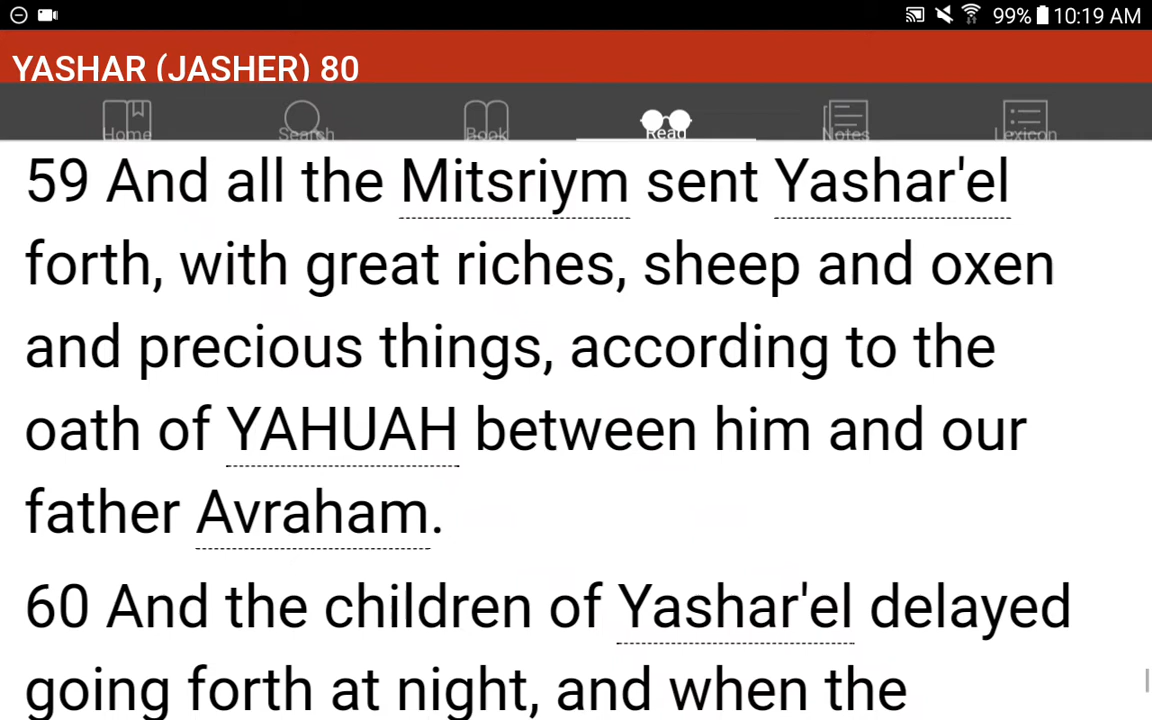 99% 10:19 AM
YASHAR (JASHER) 80
Home Search Book Read Notes Lexicon
59 And all the Mitsriym sent Yashar'el
forth, with great riches, sheep and oxen
and precious things, according to the
oath of YAHUAH between him and our
father Avraham.
60 And the children of Yashar'el delayed
going forth at night, and when the